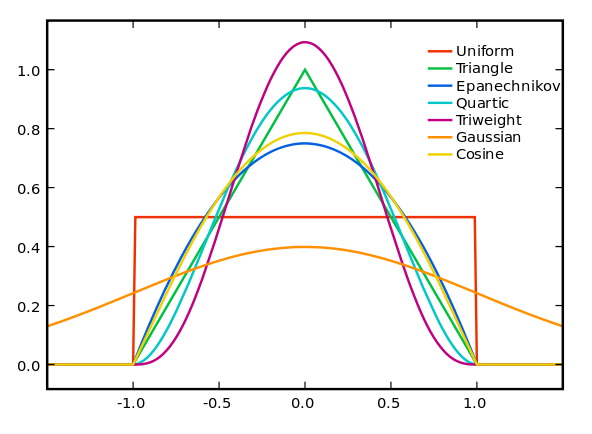 Uniform
Triangle
Epanechnikov
Quartic
Triweight
Gaussian
Cosine
1.0
0.8
0.6
0.4
0.2
0.0
-1.0 -0.5 0.0 0.5 1.0